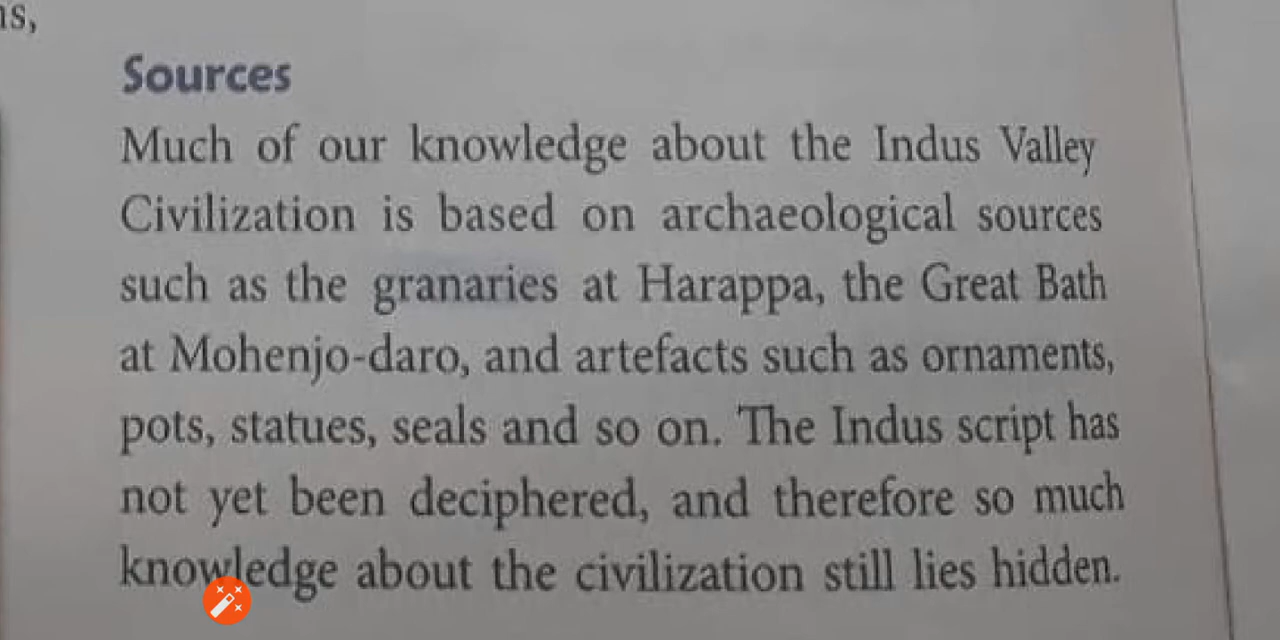 Sources
Much of our knowledge about the Indus Valley
Civilization is based on archaeological sources
such as the granaries at Harappa, the Great Bath
at Mohenjo-daro, and artefacts such as ornaments,
pots, statues, seals and so on. The Indus script has
not yet been deciphered, and therefore so much
knowledge about the civilization still lies hidden.